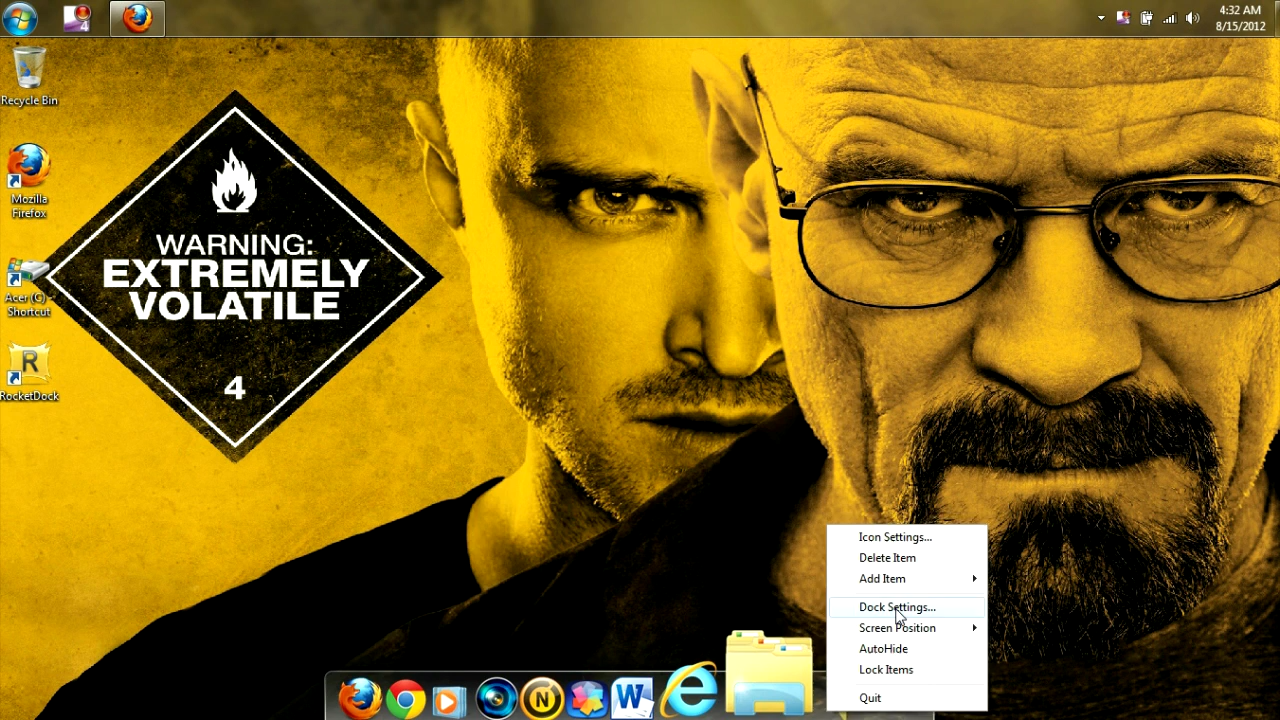 4
4:32 AM
8/15/2012
Recycle Bin
Mozilla
Firefox
Acer (C) -
Shortcut
R
RocketDock
WARNING:
EXTREMELY
VOLATILE
4
Icon Settings...
Delete Item
Add Item
Dock Settings...
Screen Position
AutoHide
Lock Items
Quit
N
W